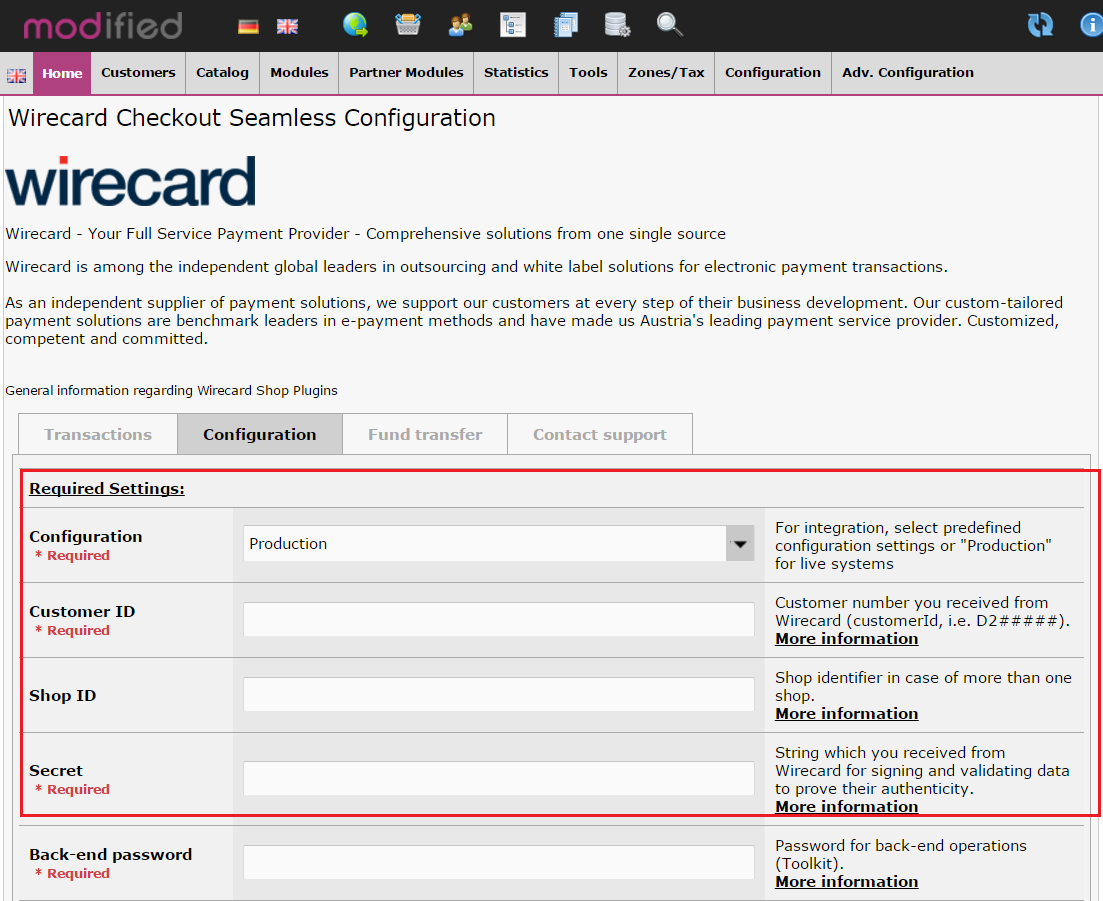 modified
Home Customers Catalog Modules Partner Modules Statistics Tools Zones/Tax Configuration Adv. Configuration
Wirecard Checkout Seamless Configuration
wirecard
Wirecard - Your Full Service Payment Provider - Comprehensive solutions from one single source
Wirecard is among the independent global leaders in outsourcing and white label solutions for electronic payment transactions.
As an independent supplier of payment solutions, we support our customers at every step of their business development. Our custom-tailored
payment solutions are benchmark leaders in e-payment methods and have made us Austria's leading payment service provider. Customized,
competent and committed.
General information regarding Wirecard Shop Plugins
Transactions Configuration Fund transfer Contact support
Required Settings:
Configuration
* Required
Production
For integration, select predefined
configuration settings or "Production"
for live systems
Customer ID
* Required
Customer number you received from
Wirecard (customerId, i.e. D2#####).
More information
Shop ID
Shop identifier in case of more than one
shop.
More information
Secret
* Required
String which you received from
Wirecard for signing and validating data
to prove their authenticity.
More information
Back-end password
* Required
Password for back-end operations
(Toolkit).
More information